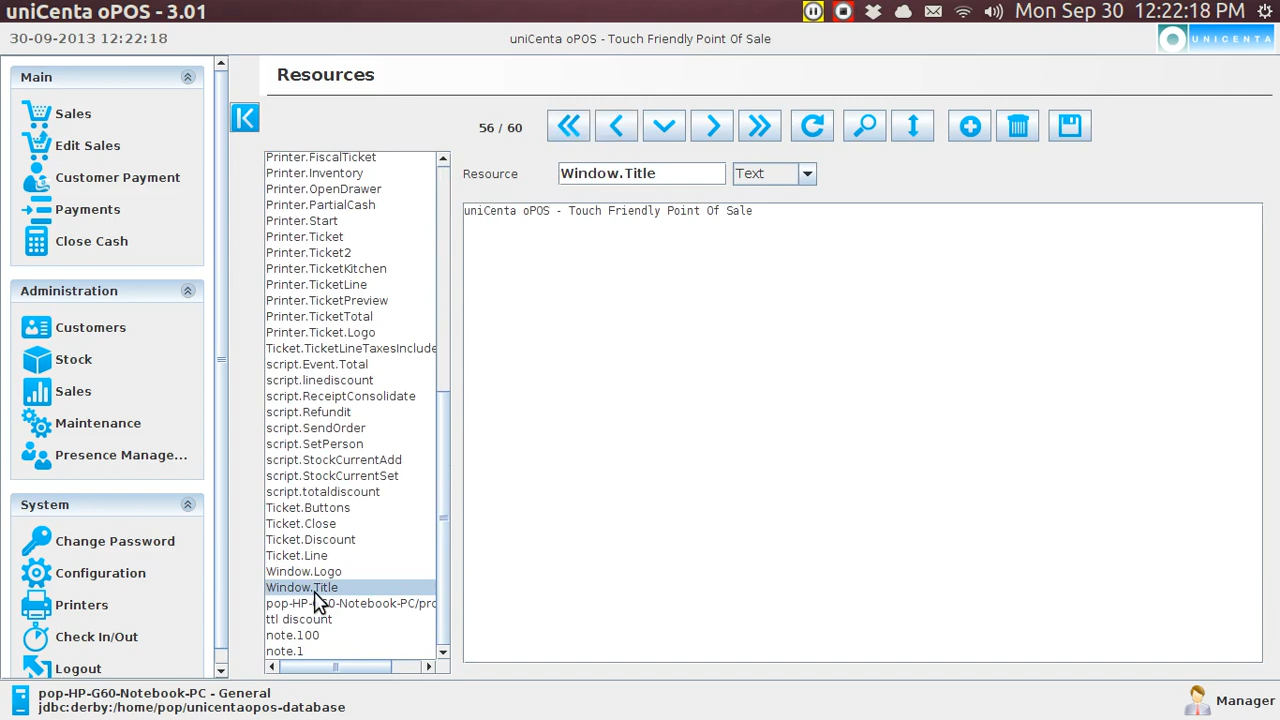 uniCenta oPOS - 3.01
Mon Sep 30 12:22:18 PM
30-09-2013 12:22:18
uniCenta oPOS - Touch Friendly Point Of Sale
UNICENTA
Main
Sales
Edit Sales
Customer Payment
Payments
Close Cash
Administration
Customers
Stock
Sales
Maintenance
Presence Manage...
System
Change Password
Configuration
Printers
Check In/Out
Logout
Resources
56 / 60
Printer.FiscalTicket
Printer.Inventory
Printer.OpenDrawer
Printer.PartialCash
Printer.Start
Printer.Ticket
Printer.Ticket2
Printer.TicketKitchen
Printer.TicketLine
Printer.TicketPreview
Printer.TicketTotal
Printer.Ticket.Logo
Ticket.TicketLineTaxesInclude
script.Event.Total
script.linediscount
script.ReceiptConsolidate
script.Refundit
script.SendOrder
script.SetPerson
script.StockCurrentAdd
script.StockCurrentSet
script.totaldiscount
Ticket.Buttons
Ticket.Close
Ticket.Discount
Ticket.Line
Window.Logo
Window.Title
pop-HP-G60-Notebook-PC/pro
ttl discount
note.100
note.1
Resource Window.Title Text
uniCenta oPOS - Touch Friendly Point Of Sale
pop-HP-G60-Notebook-PC - General
jdbc:derby:/home/pop/unicentaopos-database
Manager